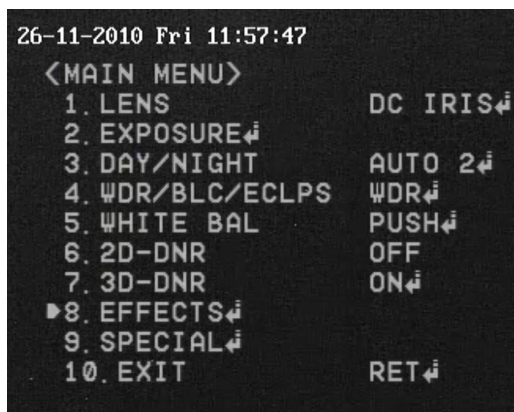 26-11-2010 Fri 11:57:47
<MAIN MENU>
1. LENS DC IRIS↲
2. EXPOSURE↲
3. DAY/NIGHT AUTO 2↲
4. WDR/BLC/ECLPS WDR↲
5. WHITE BAL PUSH↲
6. 2D-DNR OFF
7. 3D-DNR ON↲
8. EFFECTS↲
9. SPECIAL↲
10. EXIT RET↲